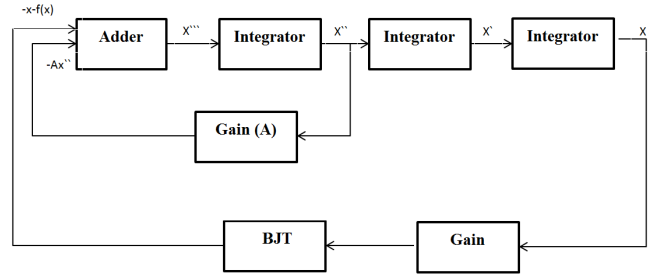 -x-f(x)
Adder
X```
Integrator
X``
Integrator
X`
Integrator
X
-Ax``
Gain (A)
BJT
Gain